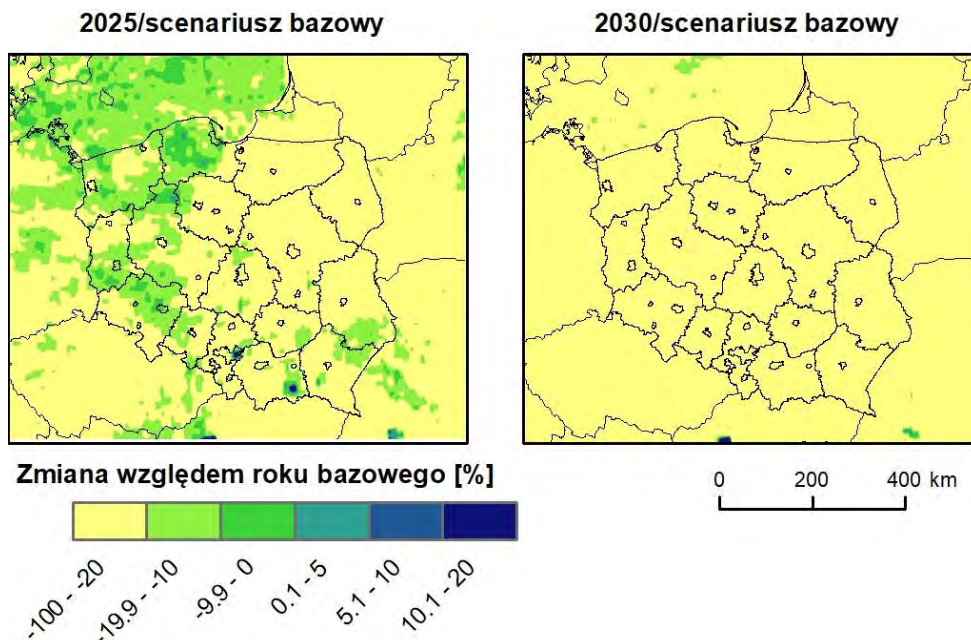 2025/scenariusz bazowy
2030/scenariusz bazowy
Zmiana względem roku bazowego [%]
0 200 400 km
-100 - -20
-19.9 - -10
-9.9 - 0
0.1 - 5
5.1 - 10
10.1 - 20